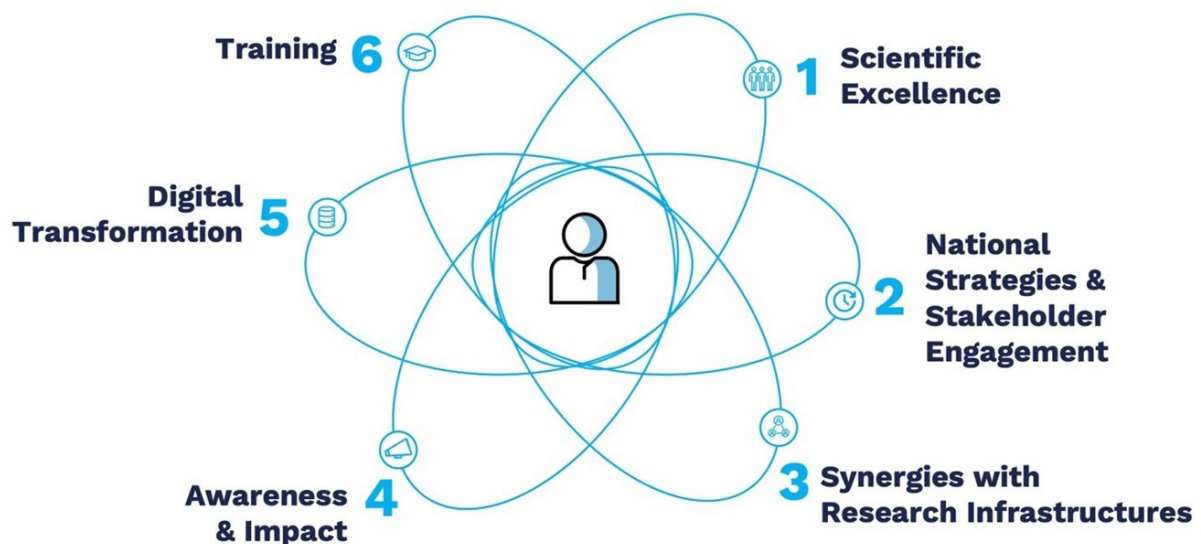 1 Scientific
Excellence
2 National
Strategies &
Stakeholder
Engagement
3 Synergies with
Research Infrastructures
Awareness 4
& Impact
Digital 5
Transformation
Training 6